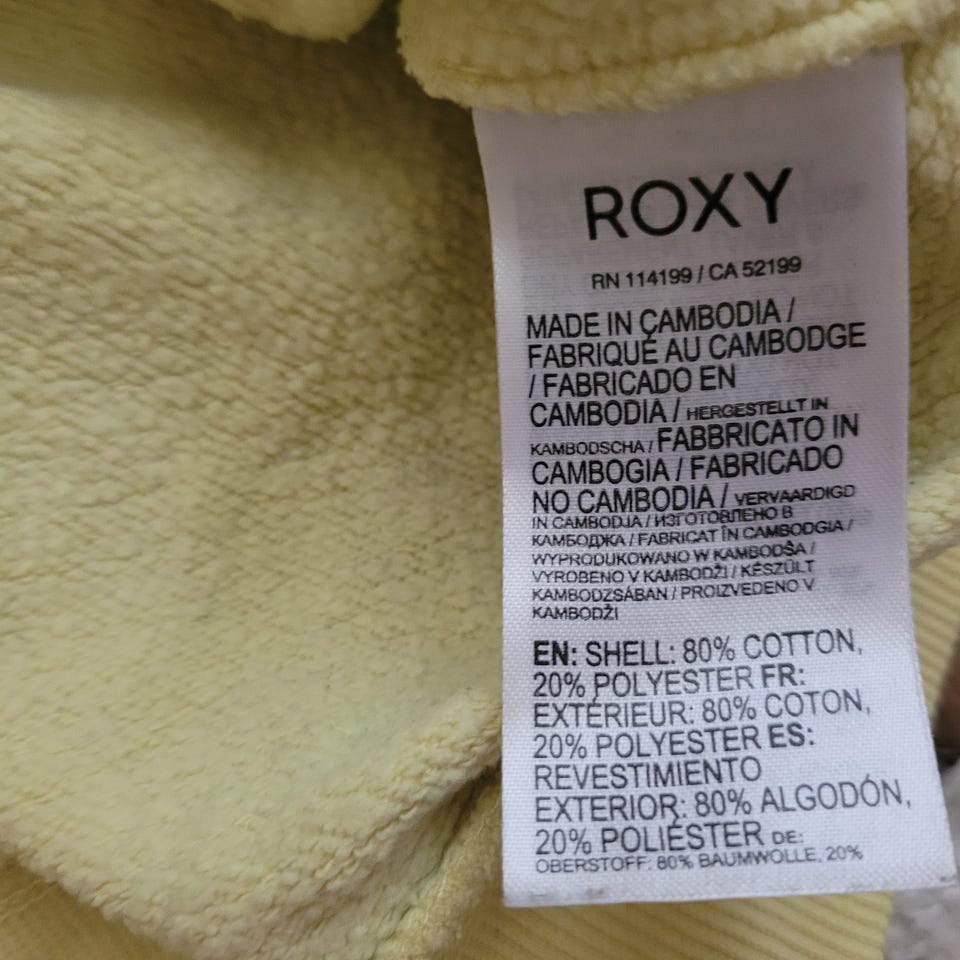 ROXY
RN 114199 / CA 52199
MADE IN CAMBODIA /
FABRIQUÉ AU CAMBODGE
/ FABRICADO EN
CAMBODIA / HERGESTELLT IN
KAMBODSCHA / FABBRICATO IN
CAMBOGIA / FABRICADO
NO CAMBODIA / VERVAARDIGD
IN CAMBODJA / ИЗГОТОВЛЕНО В
КАМБОДЖА / FABRICAT ÎN CAMBODGIA /
WYPRODUKOWANO W KAMBODŠA /
VYROBENO V KAMBODŽI / KÉSZÜLT
KAMBODZSÁBAN / PROIZVEDENO V
KAMBODŽI
EN: SHELL: 80% COTTON,
20% POLYESTER FR:
EXTÉRIEUR: 80% COTON,
20% POLYESTER ES:
REVESTIMIENTO
EXTERIOR: 80% ALGODÓN,
20% POLIÉSTER DE:
OBERSTOFF: 80% BAUMWOLLE, 20%